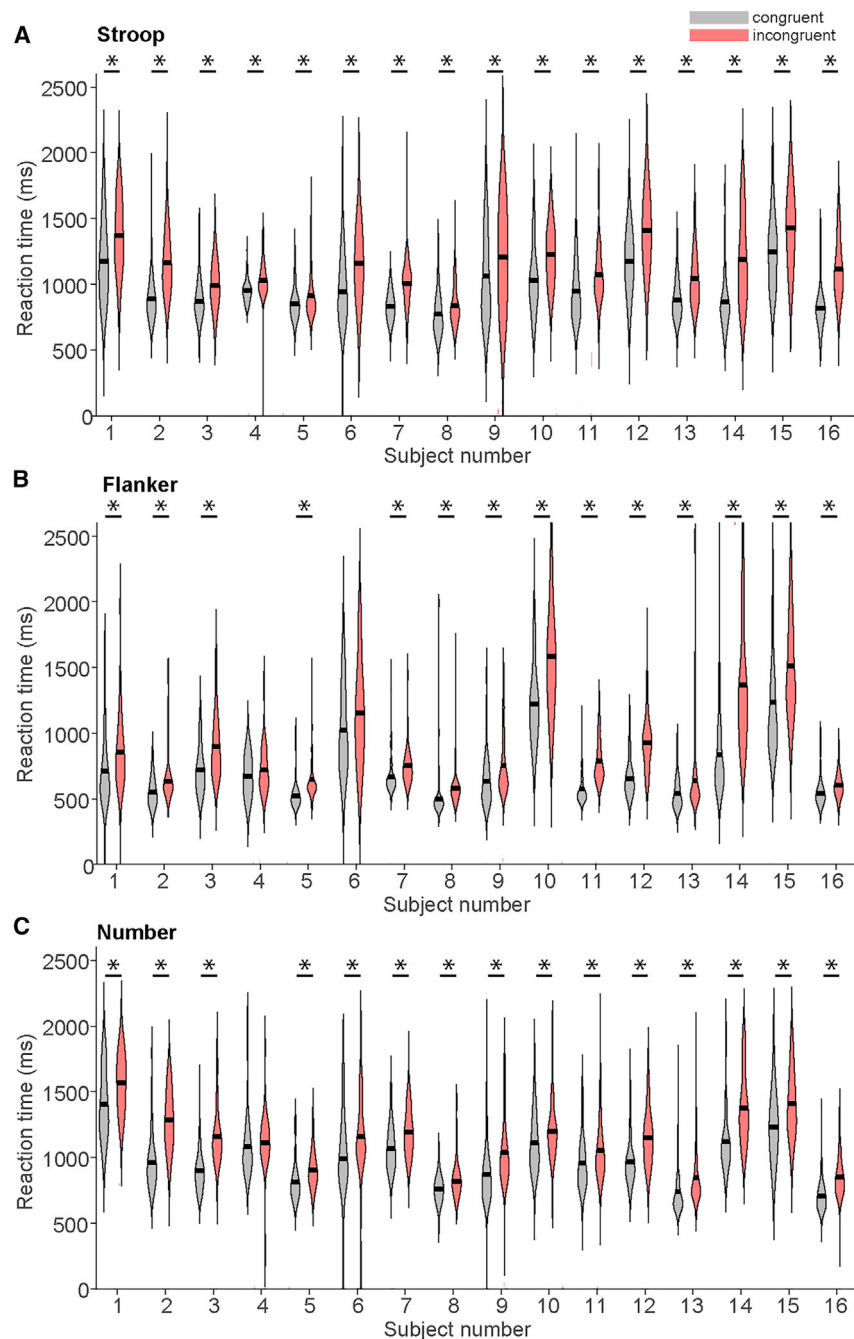 congruent
incongruent
A
Stroop
* * * * * * * * * * * * * * * *
2500
2000
1500
1000
500
0
Reaction time (ms)
1 2 3 4 5 6 7 8 9 10 11 12 13 14 15 16
Subject number
B
Flanker
* * * * * * * * * * * * * *
2500
2000
1500
1000
500
0
Reaction time (ms)
1 2 3 4 5 6 7 8 9 10 11 12 13 14 15 16
Subject number
C
Number
* * * * * * * * * * * * * * *
2500
2000
1500
1000
500
0
Reaction time (ms)
1 2 3 4 5 6 7 8 9 10 11 12 13 14 15 16
Subject number